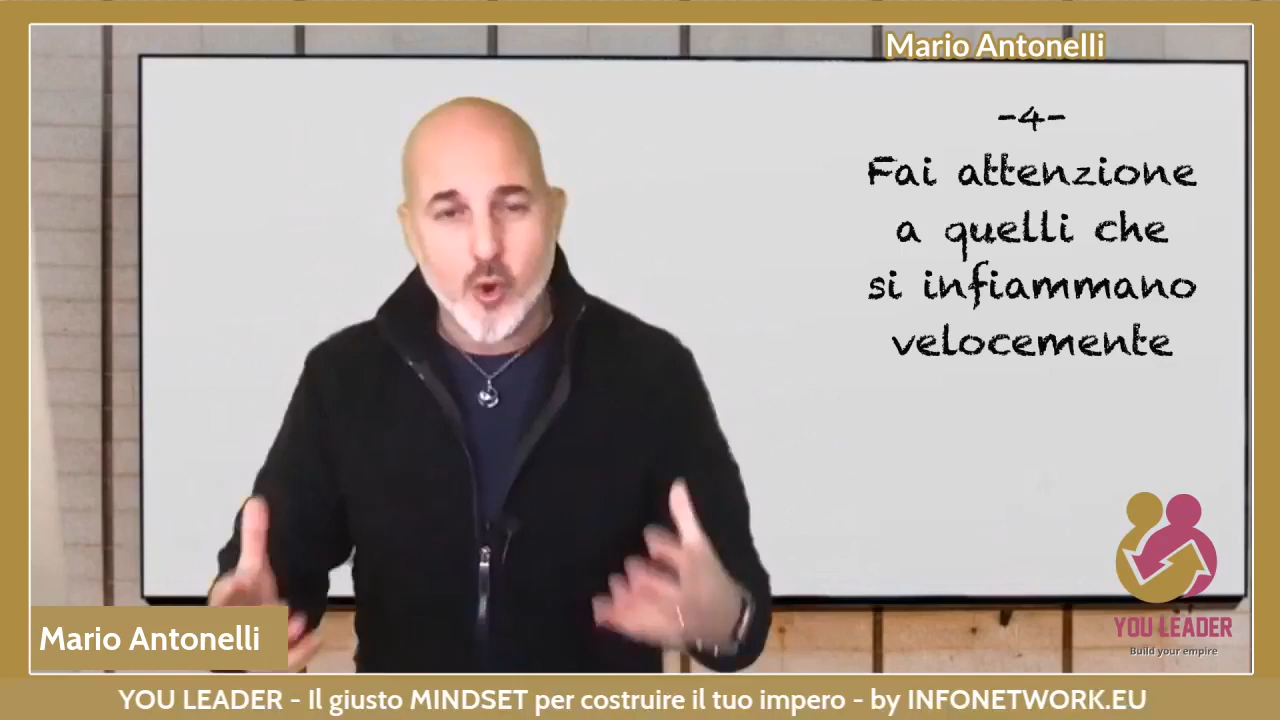 Mario Antonelli
-4-
Fai attenzione
a quelli che
si infiammano
velocemente
YOU LEADER
Build your empire
Mario Antonelli
YOU LEADER - Il giusto MINDSET per costruire il tuo impero - by INFONETWORK.EU